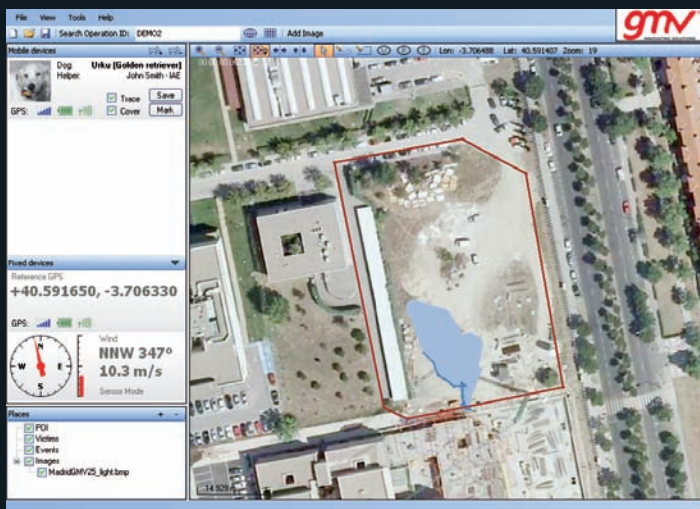 File View Tools Help
gmv
Search Operation ID: DEMO2 Add Image
Mobile devices
Lon: -3.706488 Lat: 40.591407 Zoom: 19
Dog: Urku (Golden retriever)
Helper: John Smith - IAE
Trace Save
GPS: Cover Mark
Fixed devices
Reference GPS
+40.591650, -3.706330
GPS:
Wind
NNW 347º
10.3 m/s
Sensor Mode
N
W E
S
Places + -
POI
Victims
Events
Images
MadridGMV25_light.bmp